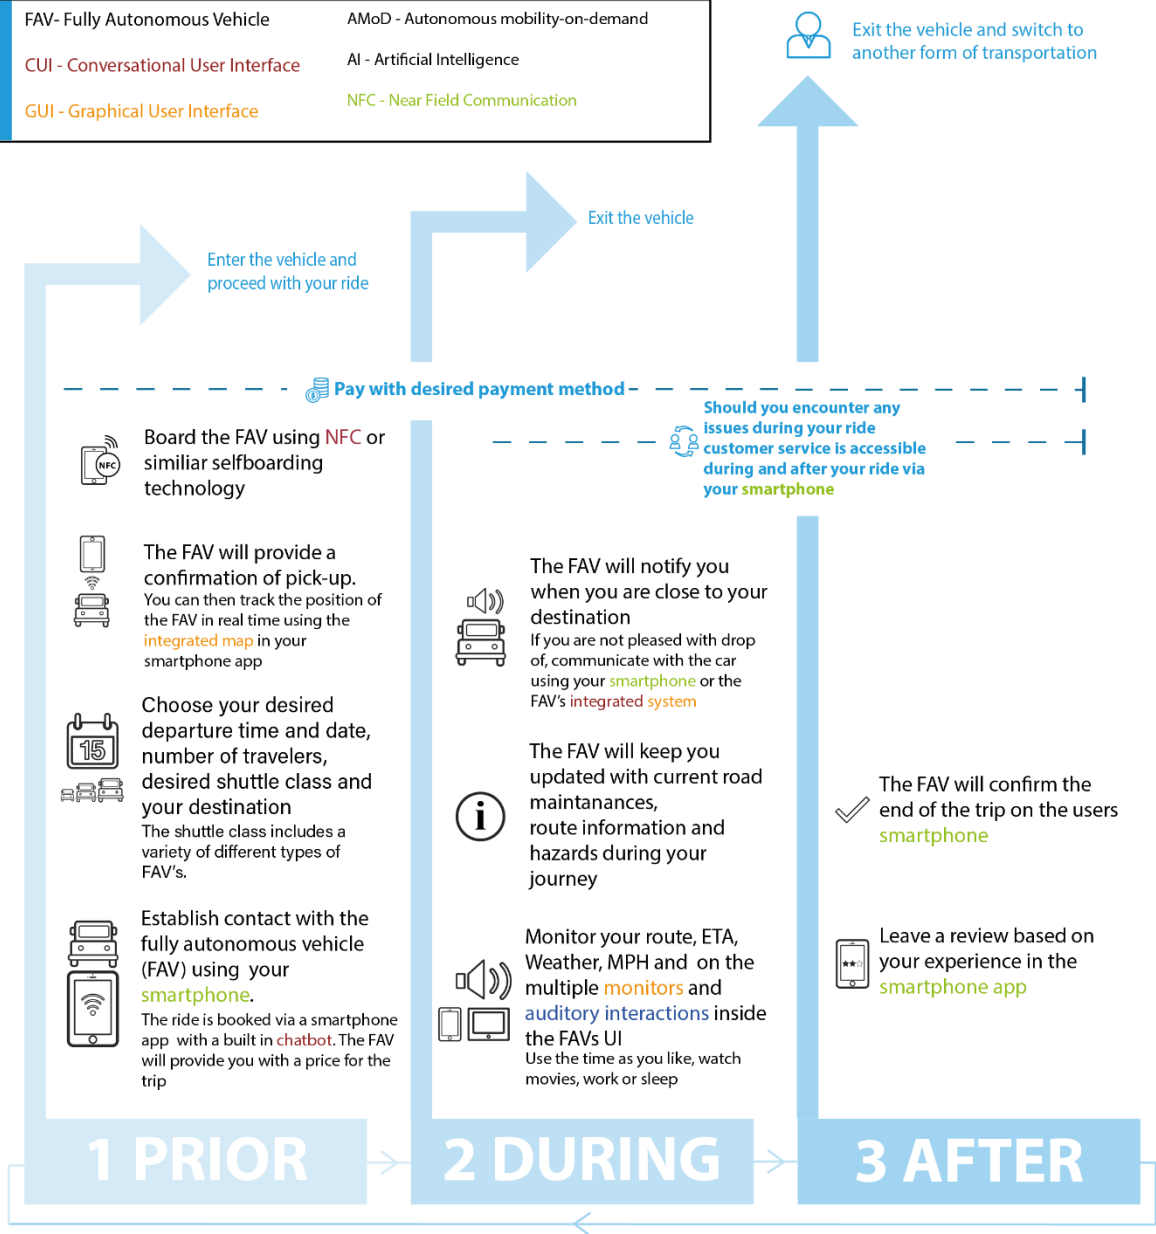 FAV- Fully Autonomous Vehicle
CUI - Conversational User Interface
GUI - Graphical User Interface
AMoD - Autonomous mobility-on-demand
AI - Artificial Intelligence
NFC - Near Field Communication
Exit the vehicle and switch to
another form of transportation
Exit the vehicle
Enter the vehicle and
proceed with your ride
Pay with desired payment method
Should you encounter any
issues during your ride
customer service is accessible
during and after your ride via
your smartphone
NFC
Board the FAV using NFC or
similiar selfboarding
technology
The FAV will provide a
confirmation of pick-up.
You can then track the position of
the FAV in real time using the
integrated map in your
smartphone app
15
Choose your desired
departure time and date,
number of travelers,
desired shuttle class and
your destination
The shuttle class includes a
variety of different types of
FAV's.
Establish contact with the
fully autonomous vehicle
(FAV) using your
smartphone.
The ride is booked via a smartphone
app with a built in chatbot. The FAV
will provide you with a price for the
trip
1 PRIOR
The FAV will notify you
when you are close to your
destination
If you are not pleased with drop
of, communicate with the car
using your smartphone or the
FAV's integrated system
i
The FAV will keep you
updated with current road
maintanances,
route information and
hazards during your
journey
Monitor your route, ETA,
Weather, MPH and on the
multiple monitors and
auditory interactions inside
the FAVs UI
Use the time as you like, watch
movies, work or sleep
2 DURING
The FAV will confirm the
end of the trip on the users
smartphone
Leave a review based on
your experience in the
smartphone app
3 AFTER